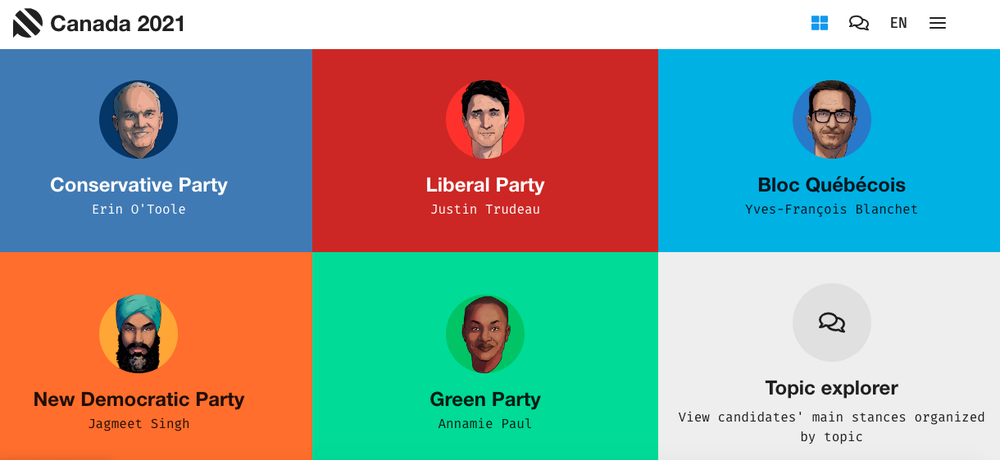 Canada 2021
EN
Conservative Party
Erin O'Toole
Liberal Party
Justin Trudeau
Bloc Québécois
Yves-François Blanchet
New Democratic Party
Jagmeet Singh
Green Party
Annamie Paul
Topic explorer
View candidates' main stances organized
by topic